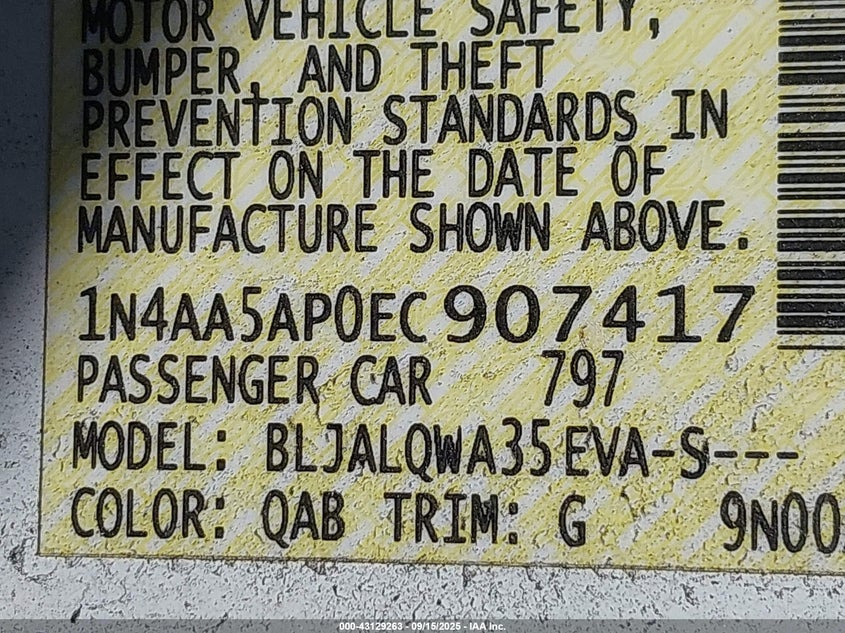 MOTOR VEHICLE SAFETY,
BUMPER, AND THEFT
PREVENTION STANDARDS IN
EFFECT ON THE DATE OF
MANUFACTURE SHOWN ABOVE.
1N4AA5AP0EC907417
PASSENGER CAR 797
MODEL: BLJALQWA35EVA-S---
COLOR: QAB TRIM: G 9N00
000-43129263 - 09/15/2025 - IAA Inc.